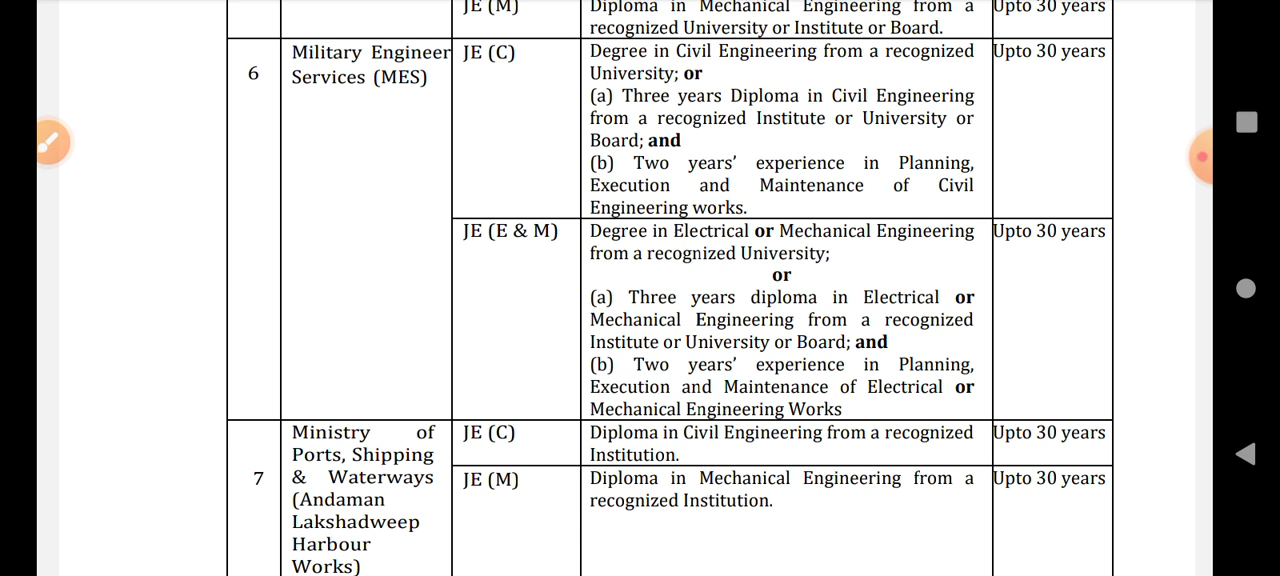 JE (M)
Diploma in Mechanical Engineering from a
recognized University or Institute or Board.
Upto 30 years
6
Military Engineer
Services (MES)
JE (C)
Degree in Civil Engineering from a recognized
University; or
(a) Three years Diploma in Civil Engineering
from a recognized Institute or University or
Board; and
(b) Two years’ experience in Planning,
Execution and Maintenance of Civil
Engineering works.
Upto 30 years
JE (E & M)
Degree in Electrical or Mechanical Engineering
from a recognized University;
or
(a) Three years diploma in Electrical or
Mechanical Engineering from a recognized
Institute or University or Board; and
(b) Two years’ experience in Planning,
Execution and Maintenance of Electrical or
Mechanical Engineering Works
Upto 30 years
7
Ministry of
Ports, Shipping
& Waterways
(Andaman
Lakshadweep
Harbour
Works)
JE (C)
Diploma in Civil Engineering from a recognized
Institution.
Upto 30 years
JE (M)
Diploma in Mechanical Engineering from a
recognized Institution.
Upto 30 years